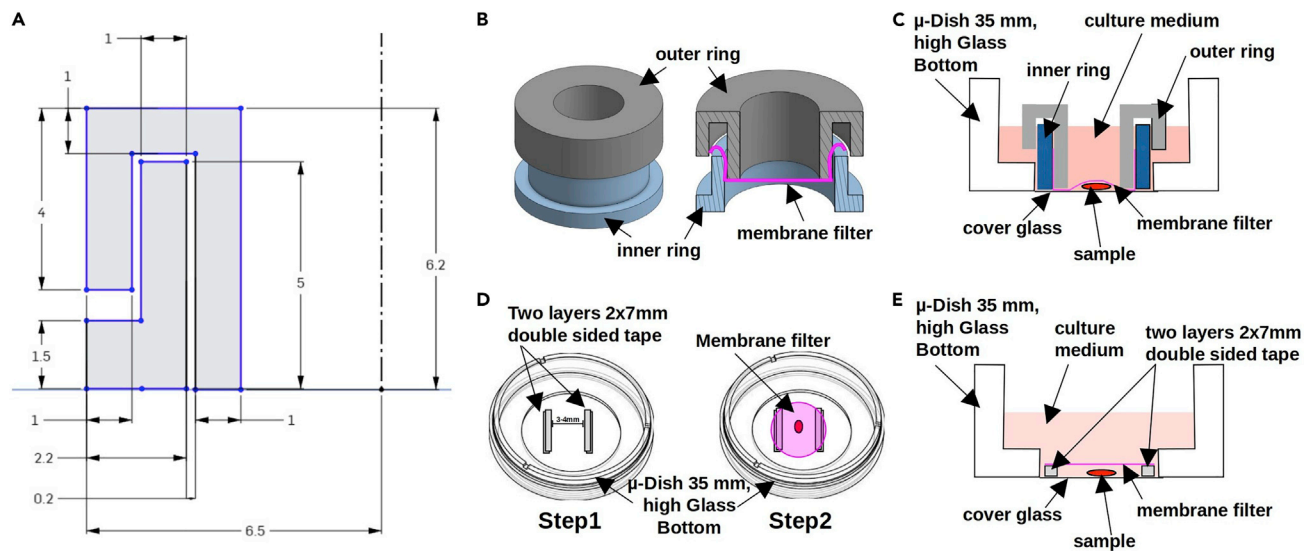 A
1
1
4
1.5
1
1
2.2
0.2
6.5
5
6.2
B
outer ring
inner ring
membrane filter
C
µ-Dish 35 mm,
high Glass
Bottom
culture medium
outer ring
inner ring
cover glass
membrane filter
sample
D
Two layers 2x7mm
double sided tape
3-4mm
Membrane filter
µ-Dish 35 mm,
high Glass
Bottom
Step1
Step2
E
µ-Dish 35 mm,
high Glass
Bottom
culture
medium
two layers 2x7mm
double sided tape
cover glass
membrane filter
sample